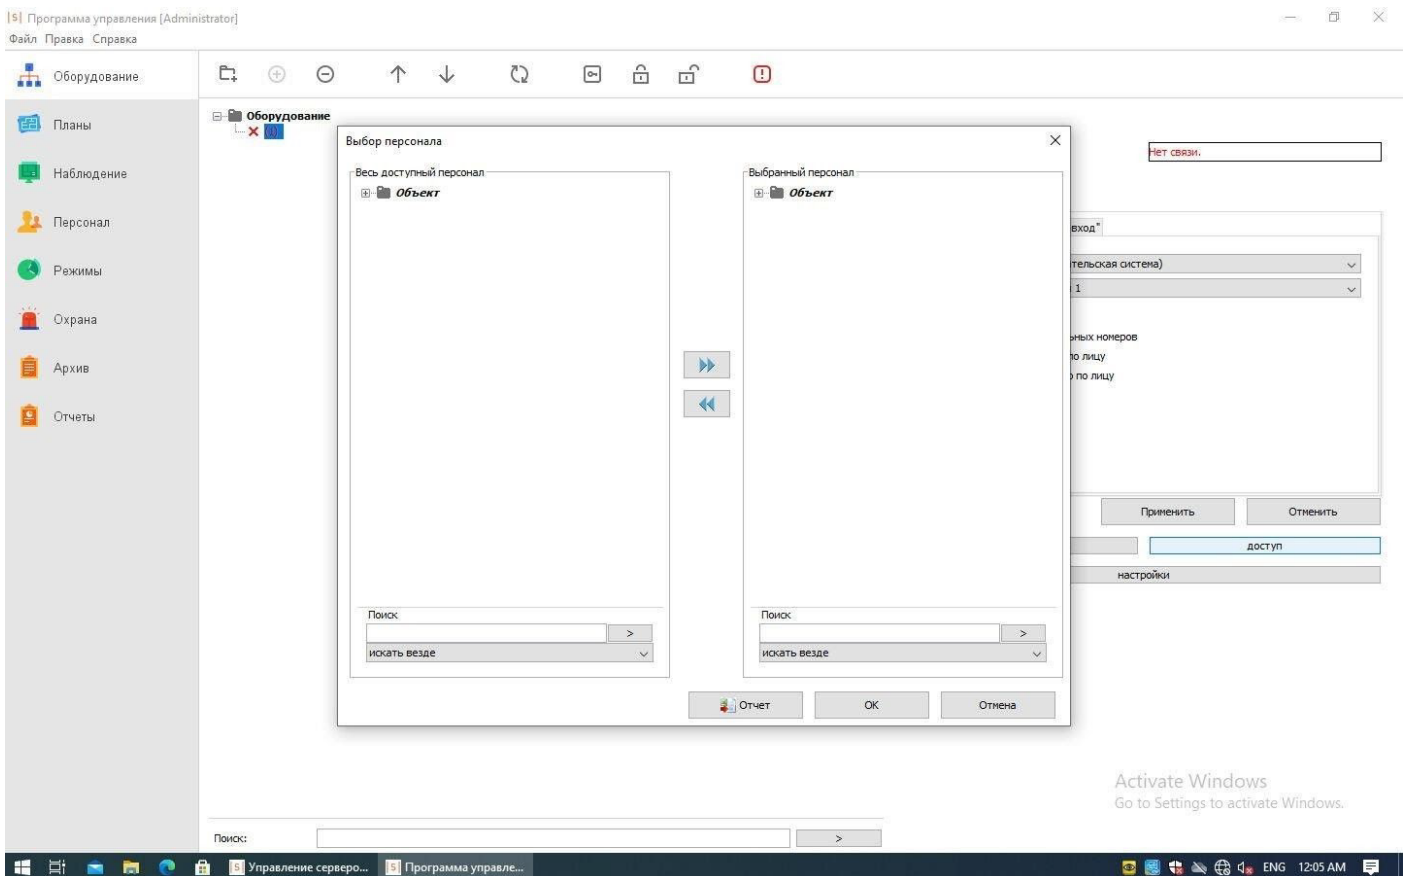 |S| Программа управления [Administrator]
Файл Правка Справка
Оборудование
Планы
Наблюдение
Персонал
Режимы
Охрана
Архив
Отчеты
Оборудование
Выбор персонала
Весь доступный персонал
Объект
Поиск
>
искать везде
Выбранный персонал
Объект
Поиск
>
искать везде
Отчет
OK
Отмена
Нет связи.
вход"
тельская система)
1
ьных номеров
по лицу
о по лицу
Применить
Отменить
доступ
настройки
Activate Windows
Go to Settings to activate Windows.
Поиск:
>
|S| Управление серверо...
|S| Программа управле...
ENG
12:05 AM